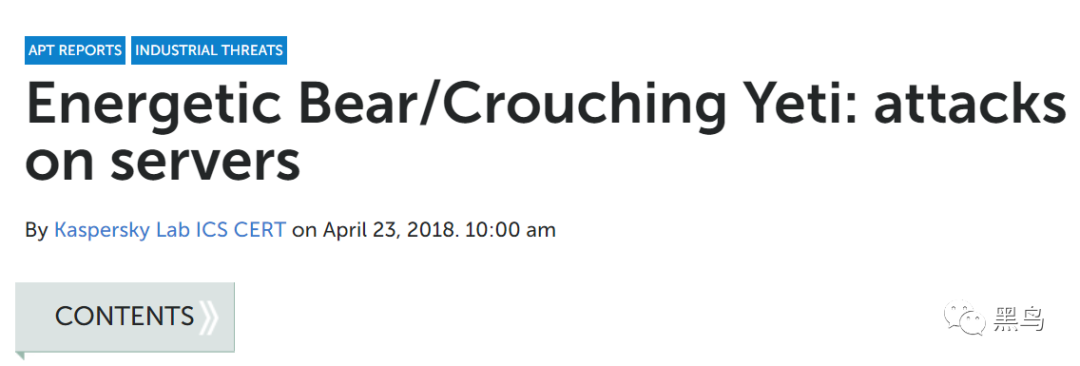 APT REPORTS INDUSTRIAL THREATS
Energetic Bear/Crouching Yeti: attacks
on servers
By Kaspersky Lab ICS CERT on April 23, 2018. 10:00 am
CONTENTS
黑鸟